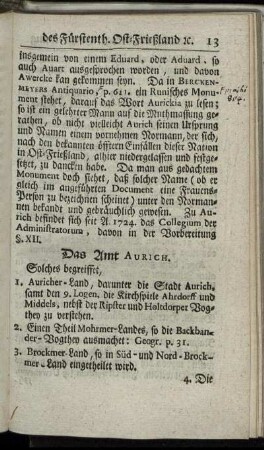 des Fürstenth. Ost-Frießland ꝛc. 13
insgemein von einem Eduard, oder Aduard, so
auch Auart ausgesprochen worden, und davon
Awercke kan gekommen seyn. Da in BERCKEN-
MEYERS Antiquario, p. 611. ein Runisches Monu-
ment stehet, darauf das Wort Aurickia zu lesen;
so ist ein gelehrter Mann auf die Muthmassung ge-
rathen, ob nicht vielleicht Aurich seinen Uhrsprung
und Namen einem vornehmen Normann, der sich,
nach den bekannten öfftern Einfällen dieser Nation
in Ost-Frießland, alhier niedergelassen und festge-
setzet, zu dancken habe. Da man aus gedachtem
Monument doch siehet, daß solcher Name (ob er
gleich im angeführten Document eine Frauens-
Person zu bezeichnen scheinet) unter den Norman-
nen bekandt und gebräuchlich gewesen. Zu Au-
rich befindet sich seit A. 1724. das Collegium der
Administratorum, davon in der Vorbereitung
§. XII.
Das Amt AURICH.
Solches begreiffet,
1. Auricher-Land, darunter die Stadt Aurich,
samt den 9. Logen, die Kirchspiele Ahrdorff und
Middels, nebst der Ripster und Holtdorper Vog-
they zu verstehen.
2. Einen Theil Mohrmer-Landes, so die Backban-
der-Vogthey ausmachet: Geogr. p. 31.
3. Brockmer-Land, so in Süd- und Nord-Brock-
mer-Land eingetheilet wird.
4. Die